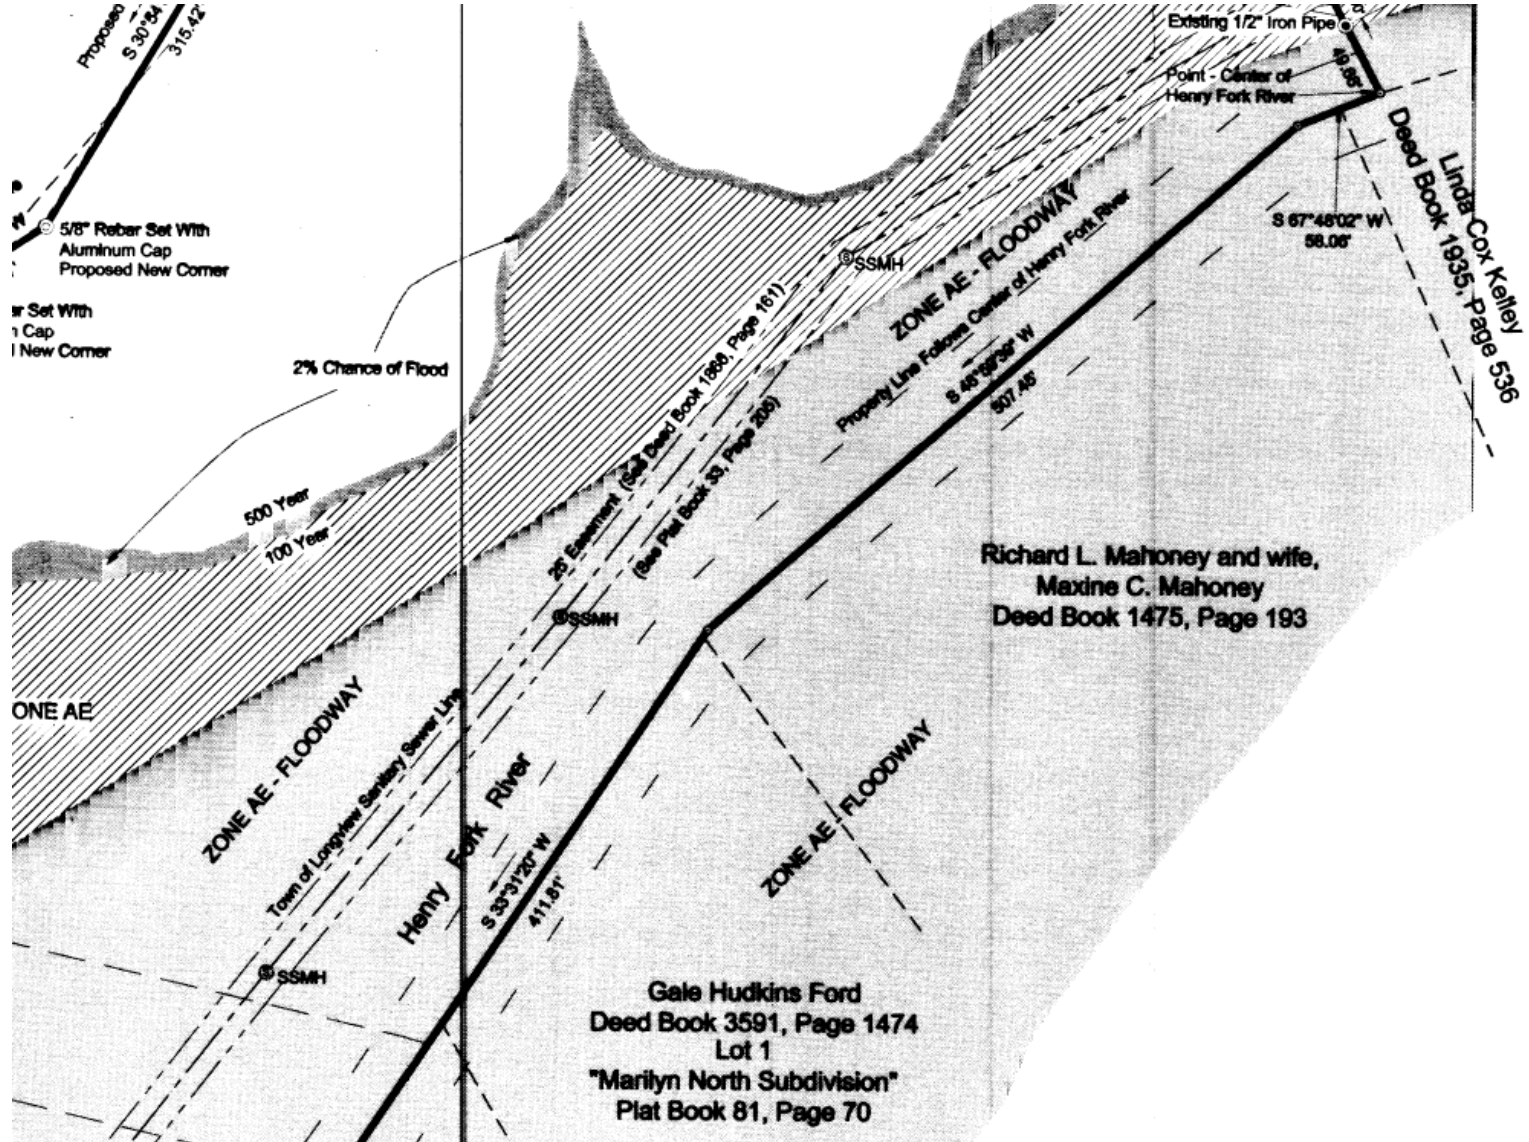 Proposed
S 30°54
315.42'
Existing 1/2" Iron Pipe
49.66'
Point - Center of
Henry Fork River
Linda Cox Kelley
Deed Book 1935, Page 536
S 67°48'02" W
58.06'
5/8" Rebar Set With
Aluminum Cap
Proposed New Corner
ar Set With
n Cap
l New Corner
2% Chance of Flood
SSMH
ZONE AE - FLOODWAY
Property Line Follows Center of Henry Fork River
W
507.48'
25' Easement (See Deed Book 1868, Page 161)
(See Plat Book 33, Page 206)
500 Year
100 Year
Richard L. Mahoney and wife,
Maxine C. Mahoney
Deed Book 1475, Page 193
SSMH
ONE AE
ZONE AE - FLOODWAY
Town of Longview Sanitary Sewer Line
Henry Fork River
S 33°31'20" W
411.81'
ZONE AE - FLOODWAY
SSMH
Gale Hudkins Ford
Deed Book 3591, Page 1474
Lot 1
"Marilyn North Subdivision"
Plat Book 81, Page 70